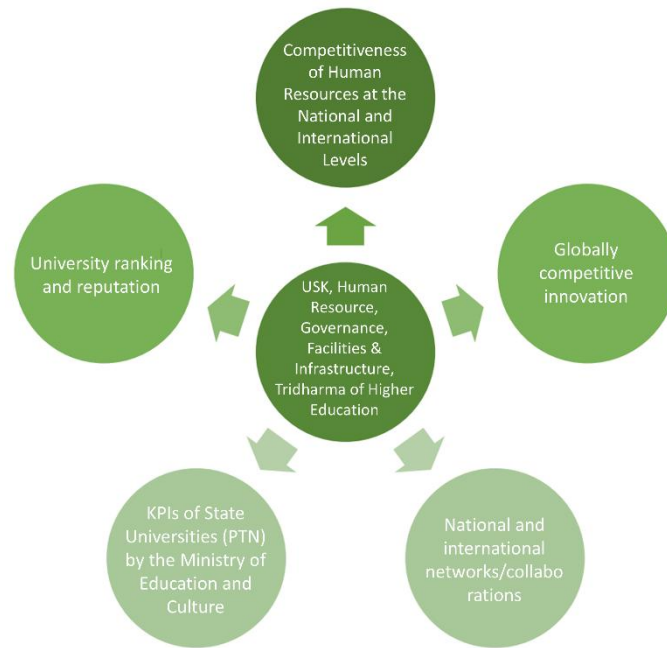 Competitiveness
of Human
Resources at the
National and
International
Levels
University ranking
and reputation
Globally
competitive
innovation
USK, Human
Resource,
Governance,
Facilities &
Infrastructure,
Tridharma of Higher
Education
KPIs of State
Universities (PTN)
by the Ministry of
Education and
Culture
National and
international
networks/collabo
rations